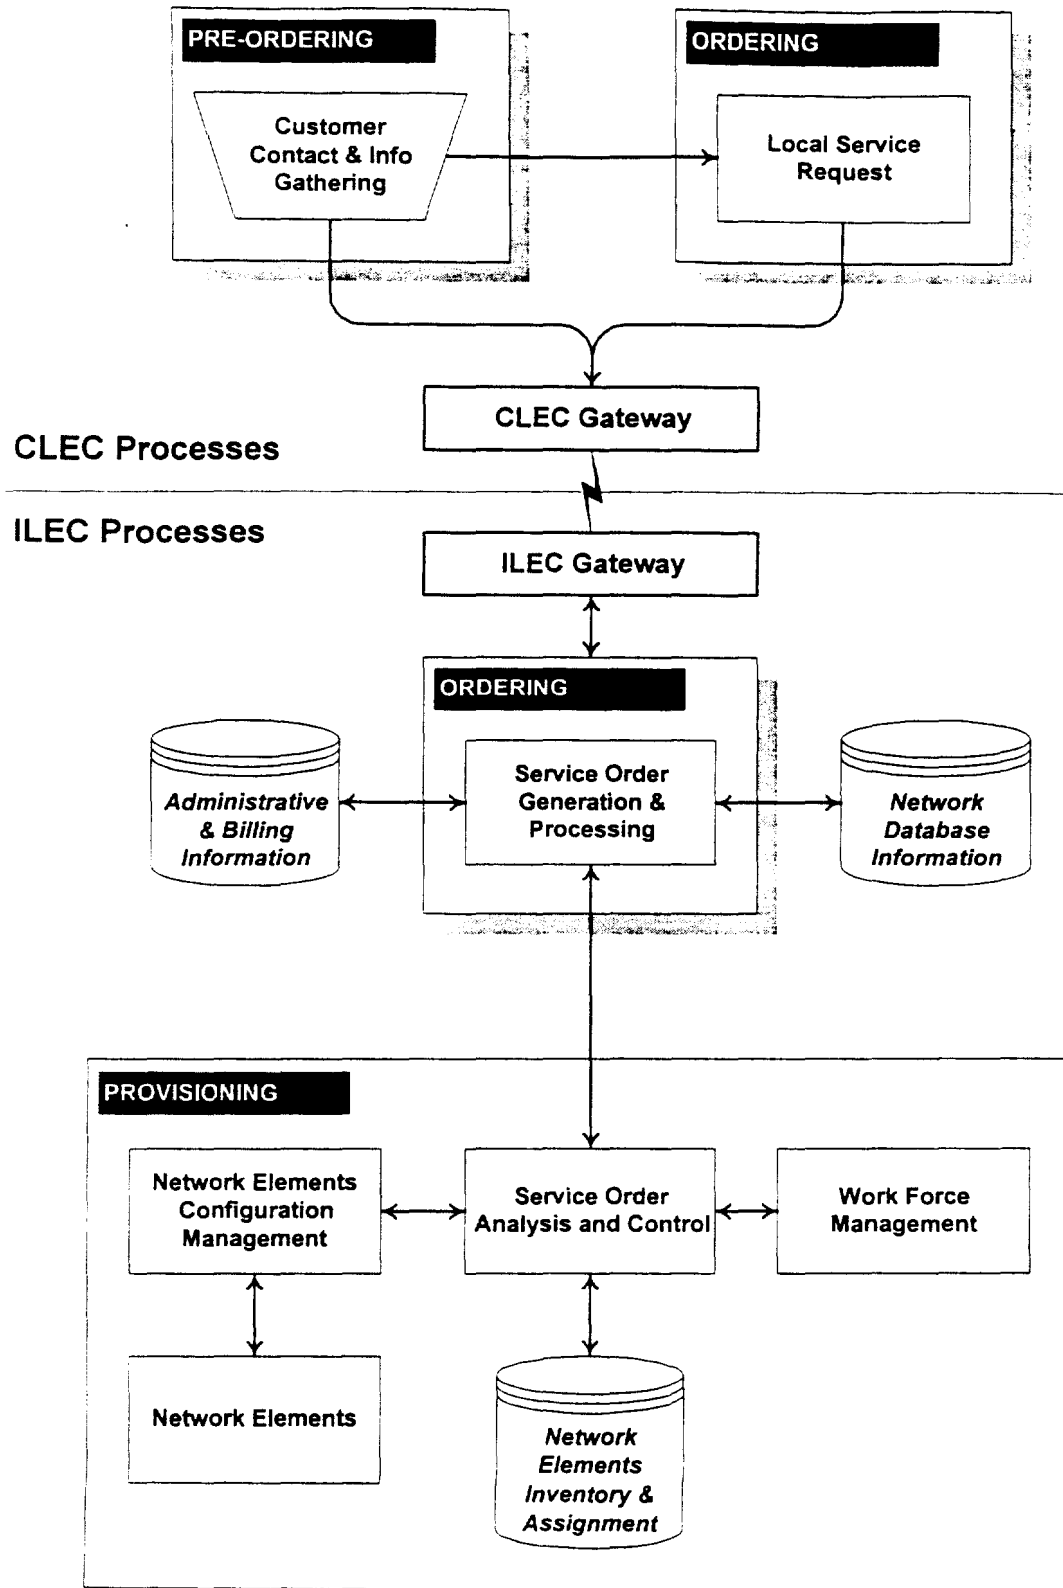 PRE-ORDERING
ORDERING
Customer
Contact & Info
Gathering
Local Service
Request
CLEC Gateway
CLEC Processes
ILEC Processes
ILEC Gateway
ORDERING
Service Order
Generation &
Processing
Administrative
& Billing
Information
Network
Database
Information
PROVISIONING
Network Elements
Configuration
Management
Service Order
Analysis and Control
Work Force
Management
Network Elements
Network
Elements
Inventory &
Assignment